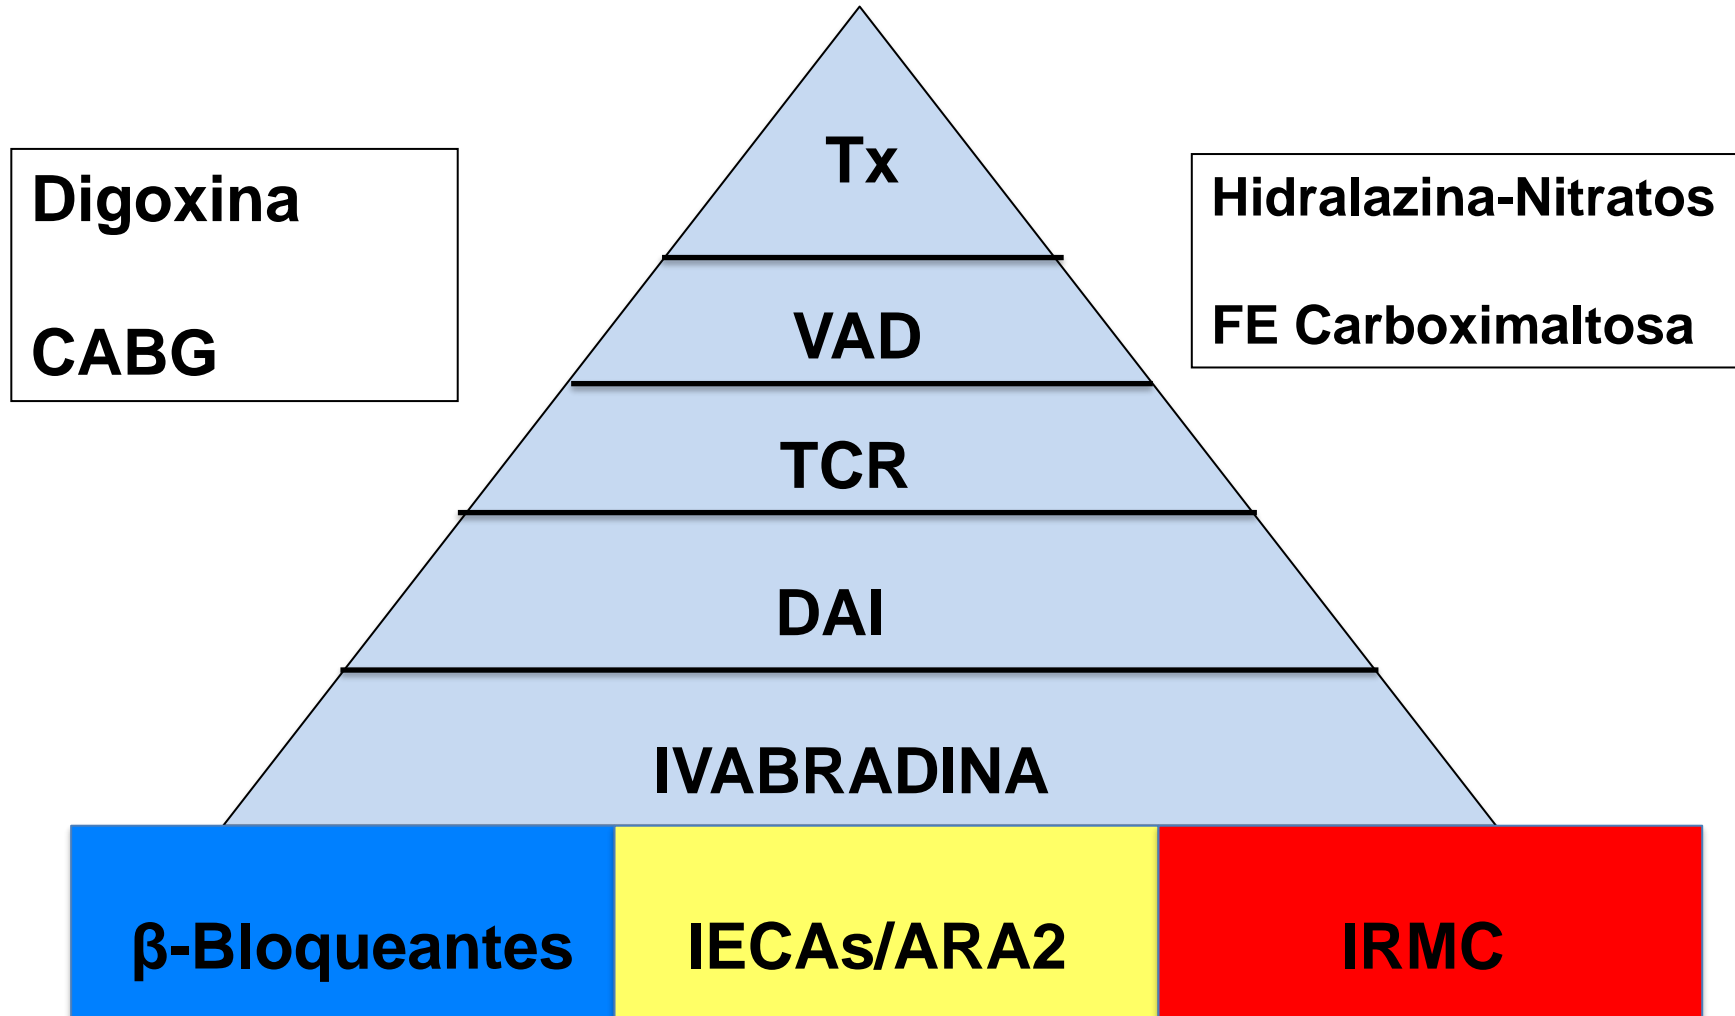 Tx
Digoxina
CABG
Hidralazina-Nitratos
FE Carboximaltosa
VAD
TCR
DAI
IVABRADINA
β-Bloqueantes
IECAs/ARA2
IRMC